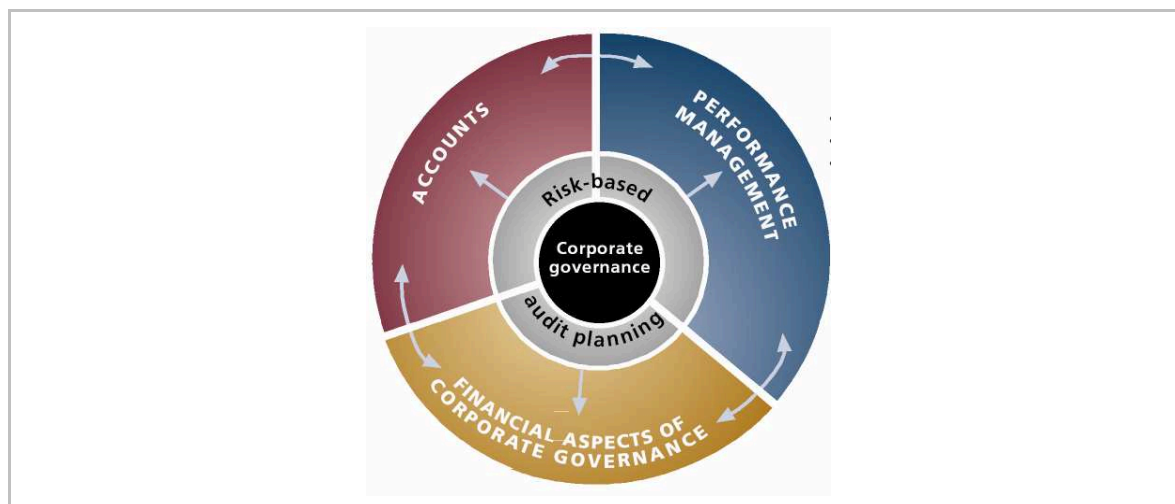 ACCOUNTS
PERFORMANCE
MANAGEMENT
Risk-based
Corporate
governance
audit planning
FINANCIAL ASPECTS OF
CORPORATE GOVERNANCE